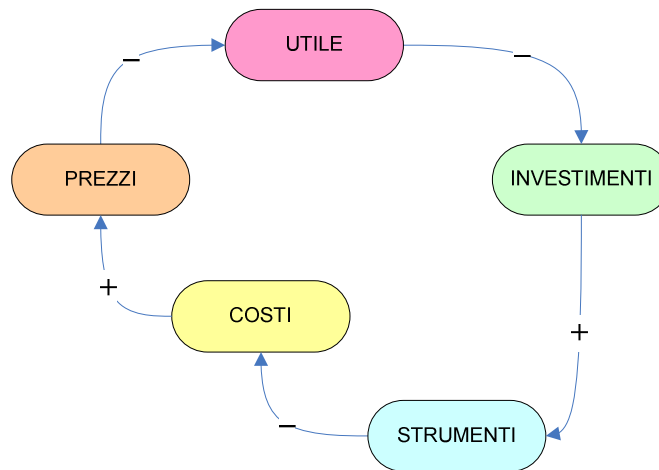 UTILE
−
−
PREZZI
INVESTIMENTI
+
COSTI
+
−
STRUMENTI